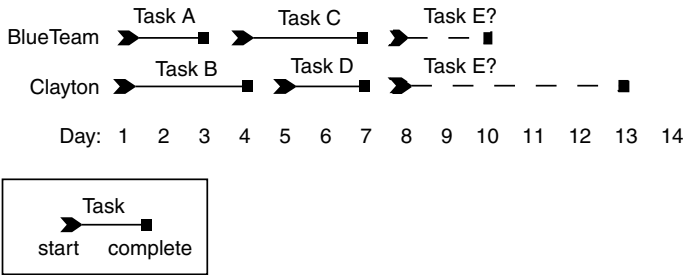 Task A Task C Task E?
BlueTeam
Task B Task D Task E?
Clayton
Day: 1 2 3 4 5 6 7 8 9 10 11 12 13 14
Task
start complete